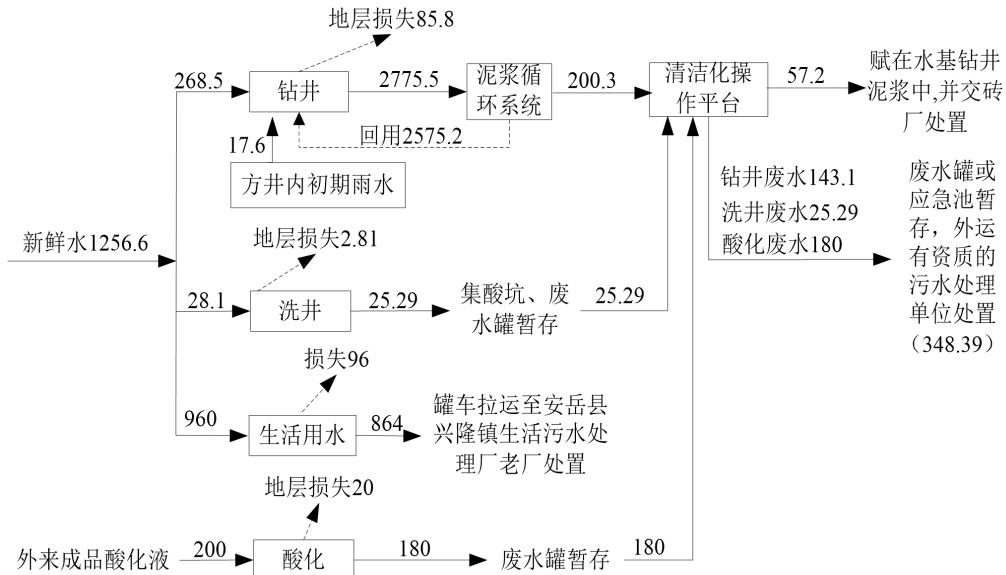 地层损失85.8
268.5
钻井
2775.5
泥浆循
环系统
200.3
清洁化操
作平台
57.2
赋在水基钻井
泥浆中,并交砖
厂处置
回用2575.2
17.6
方井内初期雨水
钻井废水143.1
洗井废水25.29
酸化废水180
废水罐或
应急池暂
存，外运
有资质的
污水处理
单位处置
（348.39）
新鲜水1256.6
地层损失2.81
28.1
洗井
25.29
集酸坑、废
水罐暂存
25.29
损失96
960
生活用水
864
罐车拉运至安岳县
兴隆镇生活污水处
理厂老厂处置
地层损失20
外来成品酸化液
200
酸化
180
废水罐暂存
180